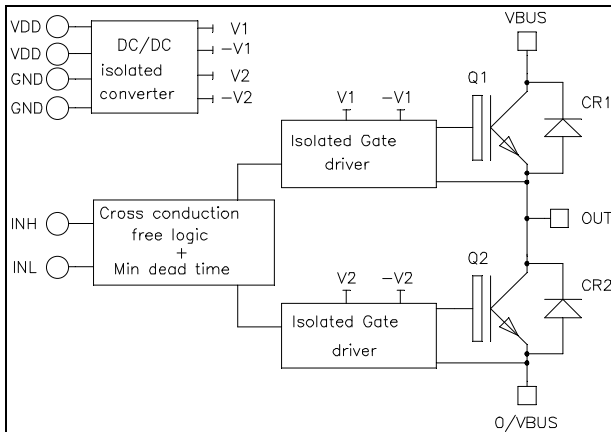 VDD
VDD
GND
GND
DC/DC
isolated
converter
V1
-V1
V2
-V2
VBUS
Q1
CR1
V1
-V1
Isolated Gate
driver
INH
INL
Cross conduction
free logic
+
Min dead time
OUT
Q2
CR2
V2
-V2
Isolated Gate
driver
0/VBUS